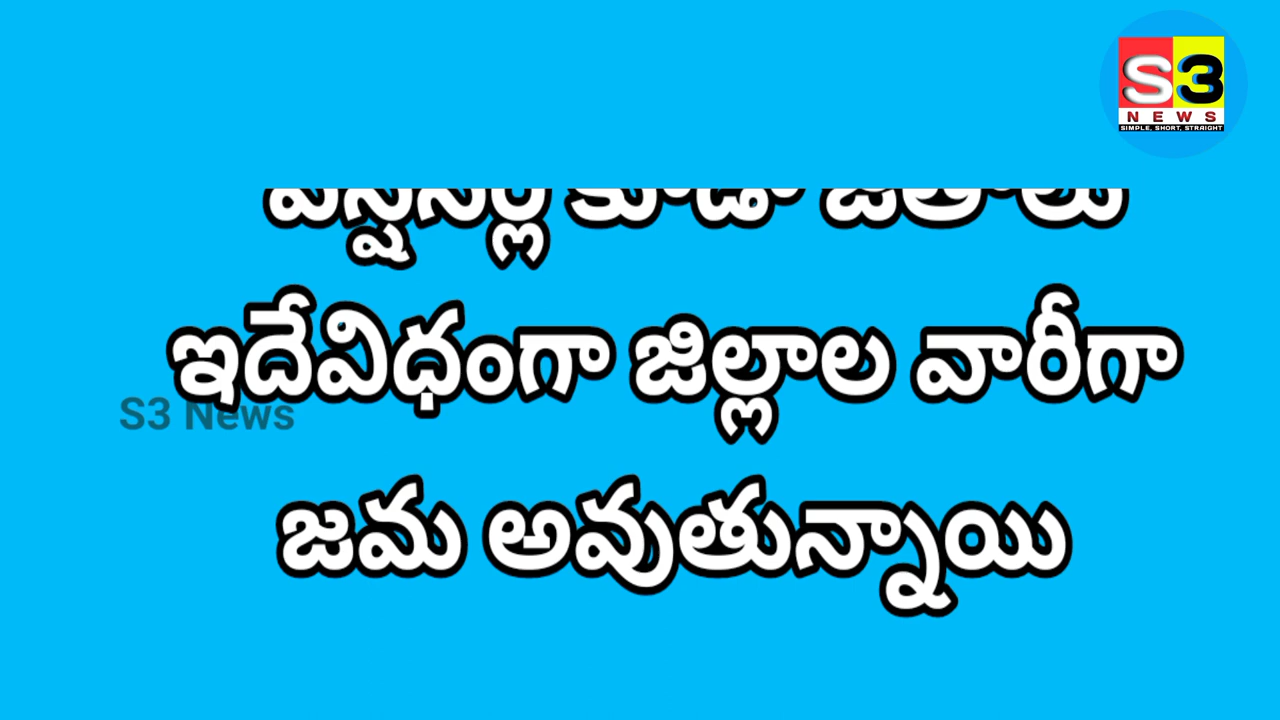 S3
NEWS
SIMPLE, SHORT, STRAIGHT
కూడా జీతాలు
ఇదేవిధంగా జిల్లాల వారీగా
S3 News
జమ అవుతున్నాయి